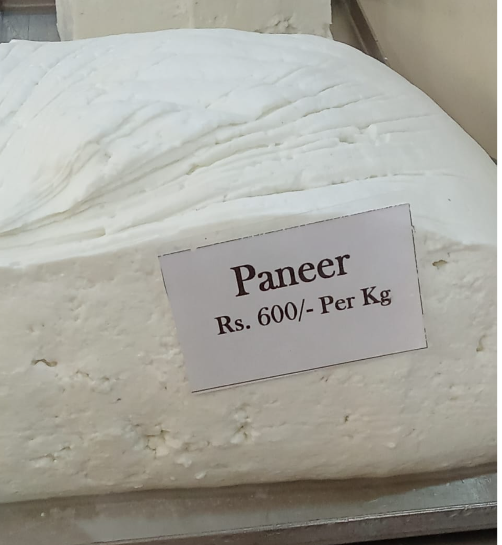 Paneer
Rs. 600/- Per Kg